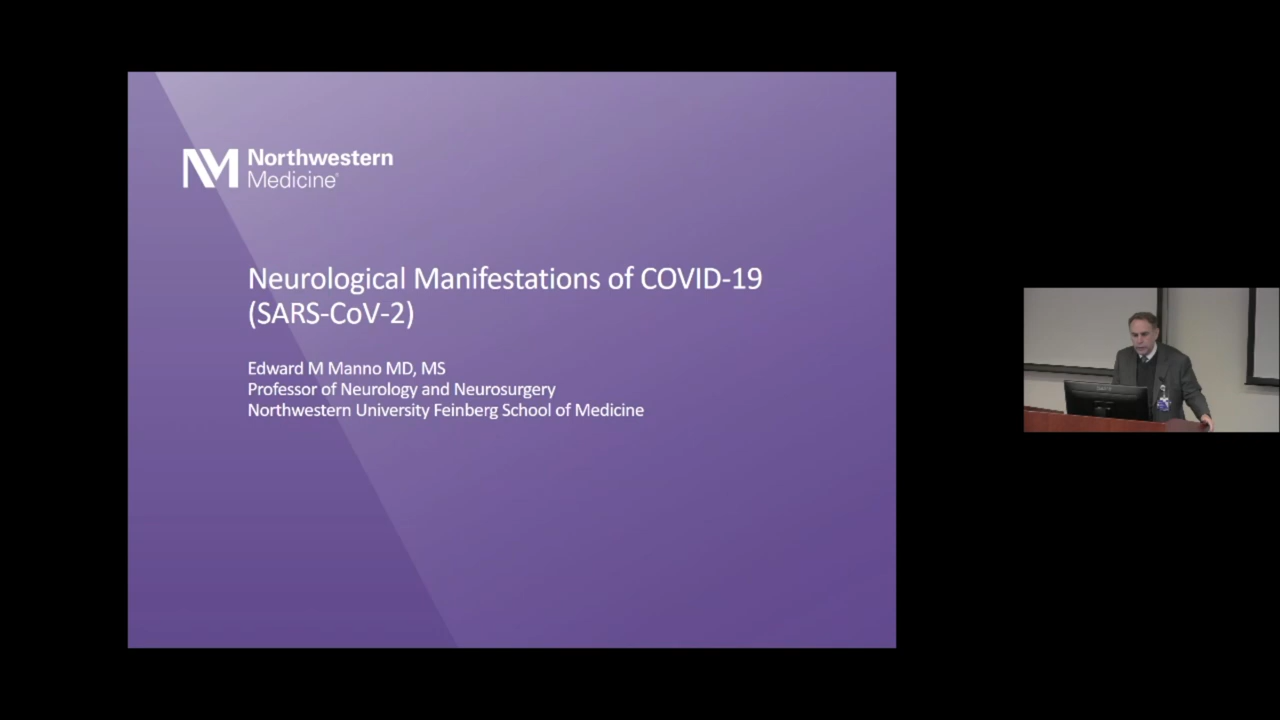 Northwestern
Medicine®
Neurological Manifestations of COVID-19
(SARS-CoV-2)
Edward M Manno MD, MS
Professor of Neurology and Neurosurgery
Northwestern University Feinberg School of Medicine